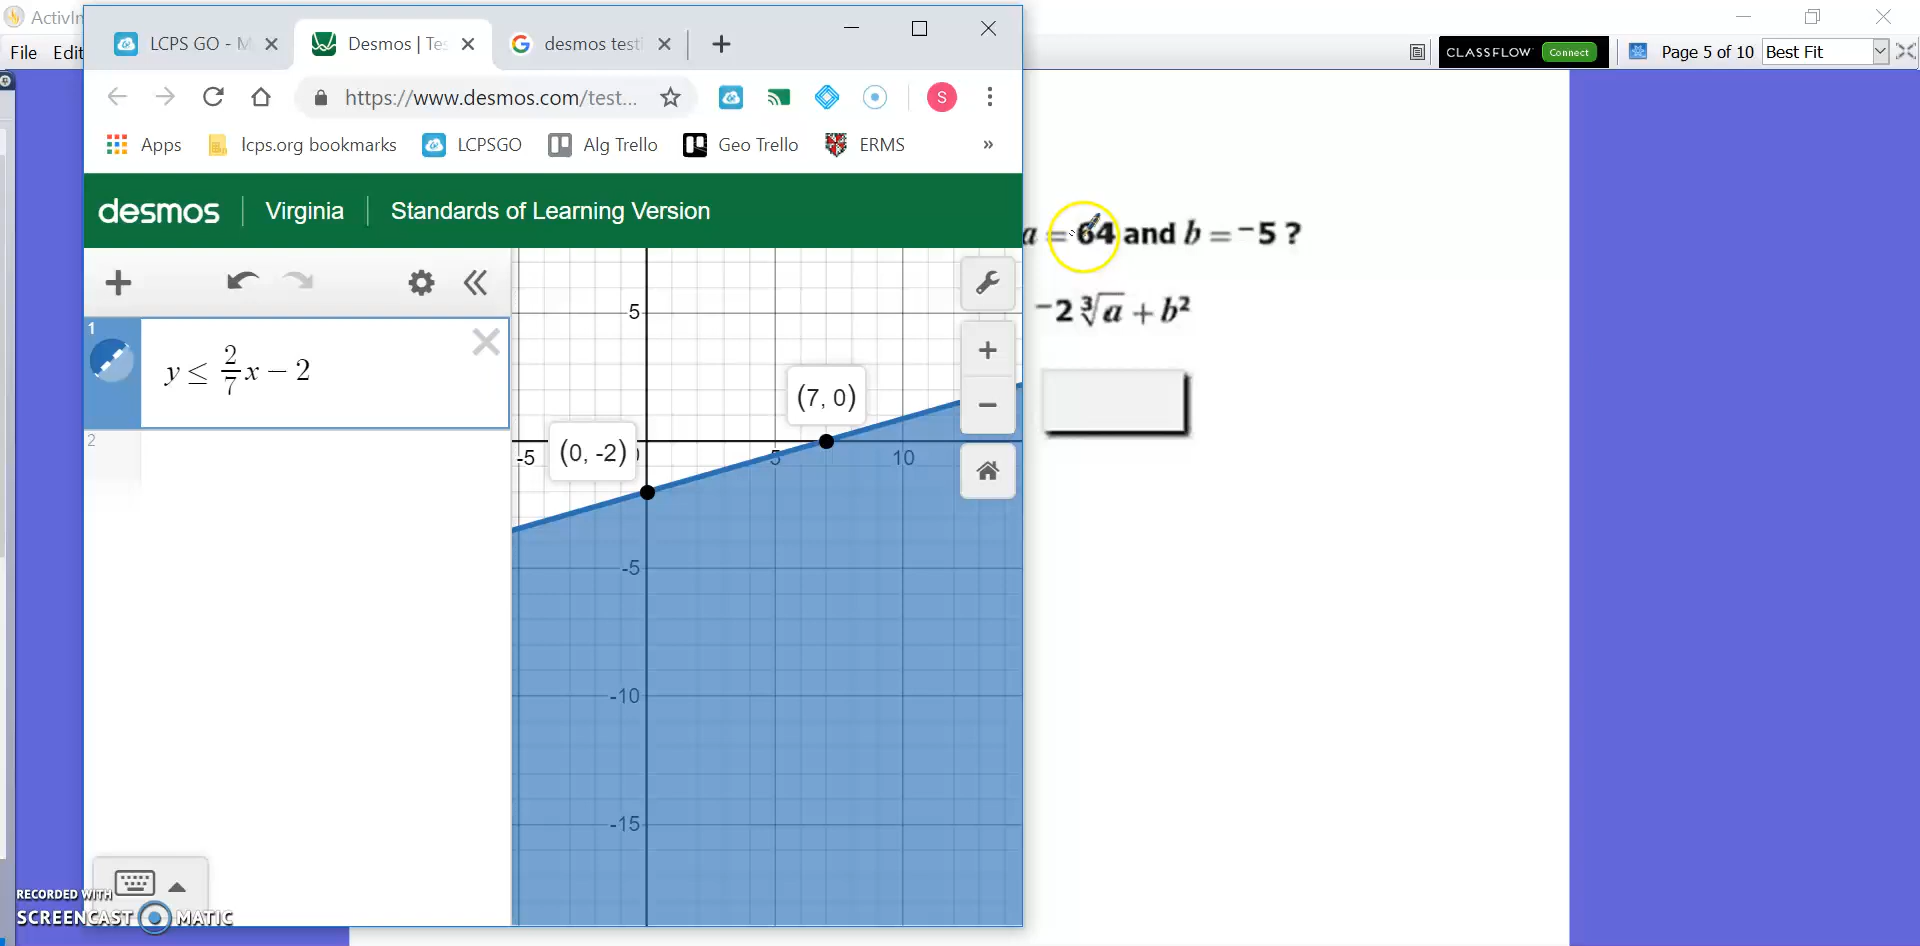 ActivIn
File Edit
LCPS GO - M
Desmos | Tes
desmos testi
https://www.desmos.com/test...
S
Apps
lcps.org bookmarks
LCPSGO
Alg Trello
Geo Trello
ERMS
»
CLASSFLOW Connect
Page 5 of 10
Best Fit
desmos
Virginia
Standards of Learning Version
1
y ≤ 2/7 x − 2
2
5
(7, 0)
(0, -2)
-5
0
5
10
-5
-10
-15
a = 64 and b = ⁻5 ?
⁻2 ∛a + b²
RECORDED WITH
SCREENCAST MATIC